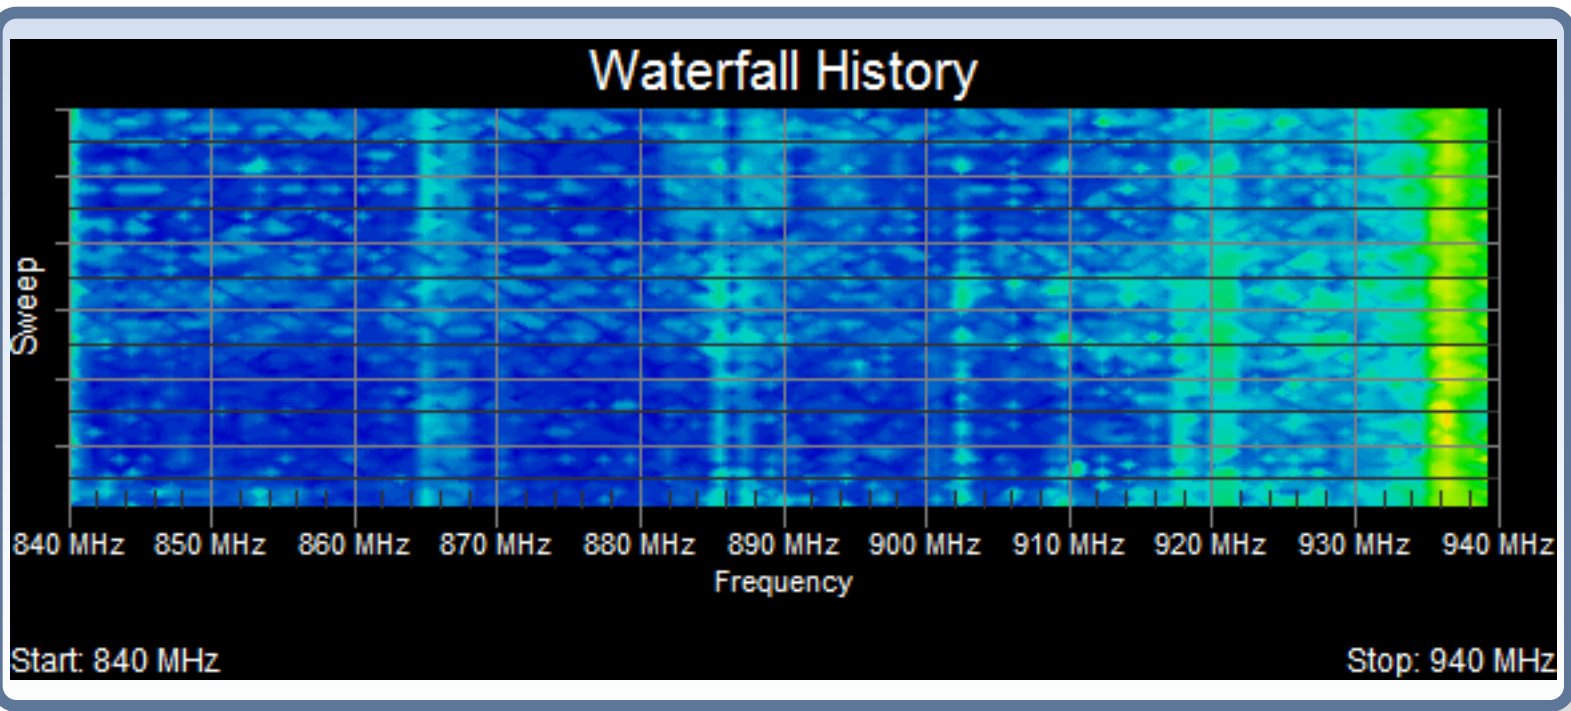 Waterfall History
Sweep
840 MHz 850 MHz 860 MHz 870 MHz 880 MHz 890 MHz 900 MHz 910 MHz 920 MHz 930 MHz 940 MHz
Frequency
Start: 840 MHz Stop: 940 MHz